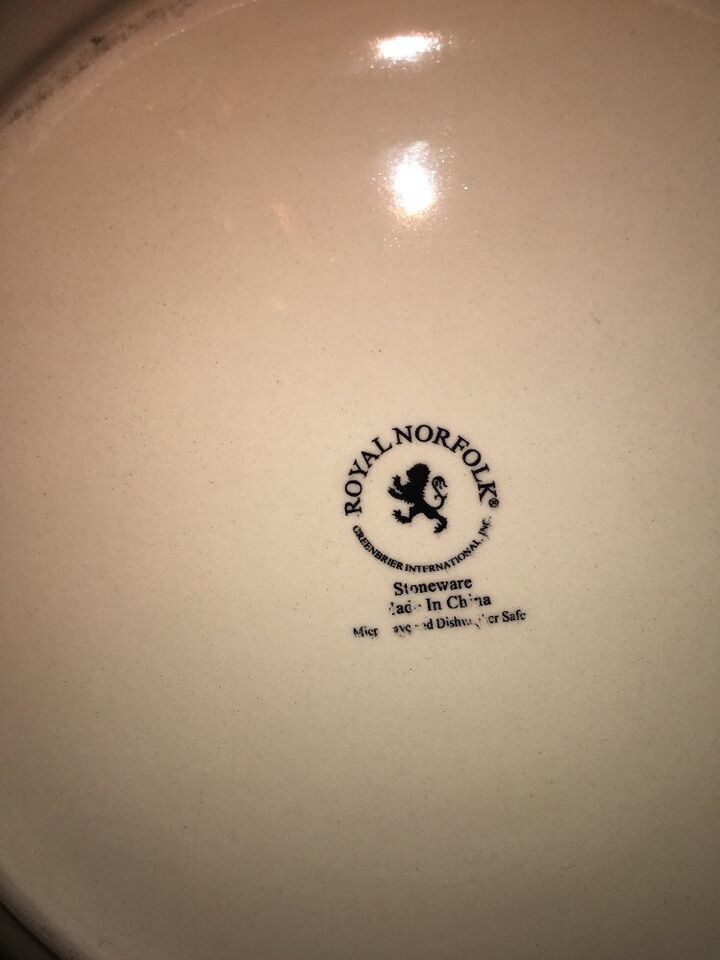 ROYAL NORFOLK®
GREENBRIER INTERNATIONAL, INC.
Stoneware
In China
Safe